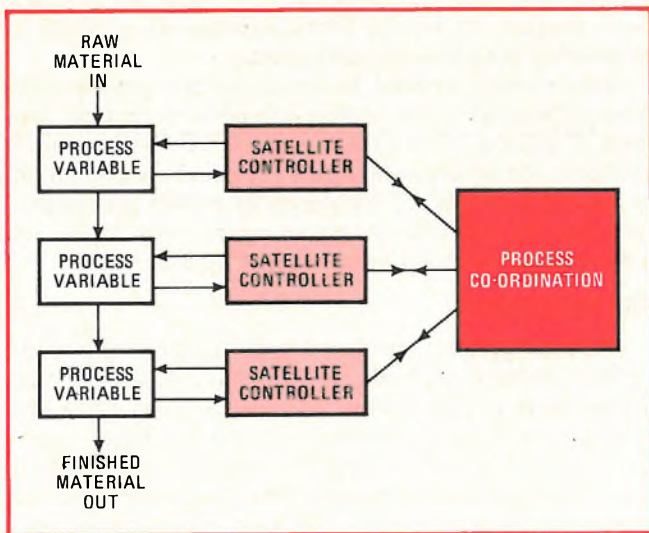 RAW
MATERIAL
IN
PROCESS
VARIABLE
SATELLITE
CONTROLLER
PROCESS
VARIABLE
SATELLITE
CONTROLLER
PROCESS
CO-ORDINATION
PROCESS
VARIABLE
SATELLITE
CONTROLLER
FINISHED
MATERIAL
OUT